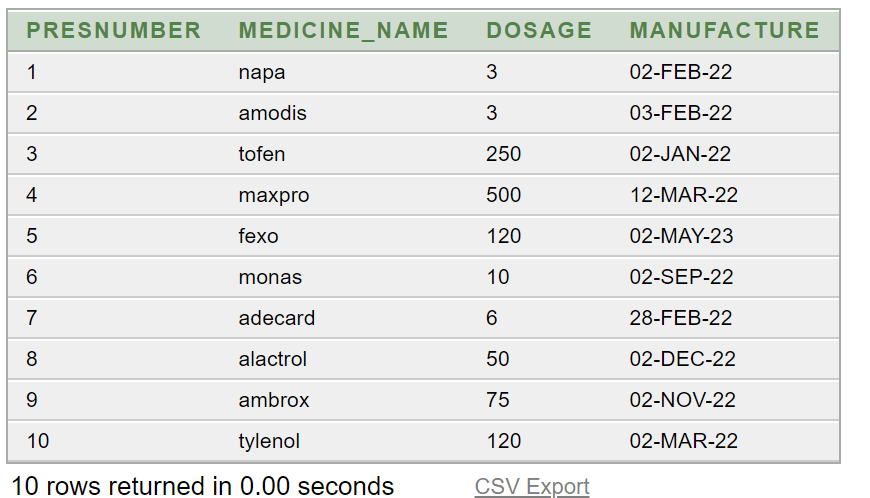 PRESNUMBER MEDICINE_NAME DOSAGE MANUFACTURE
1 napa 3 02-FEB-22
2 amodis 3 03-FEB-22
3 tofen 250 02-JAN-22
4 maxpro 500 12-MAR-22
5 fexo 120 02-MAY-23
6 monas 10 02-SEP-22
7 adecard 6 28-FEB-22
8 alactrol 50 02-DEC-22
9 ambrox 75 02-NOV-22
10 tylenol 120 02-MAR-22
10 rows returned in 0.00 seconds CSV Export